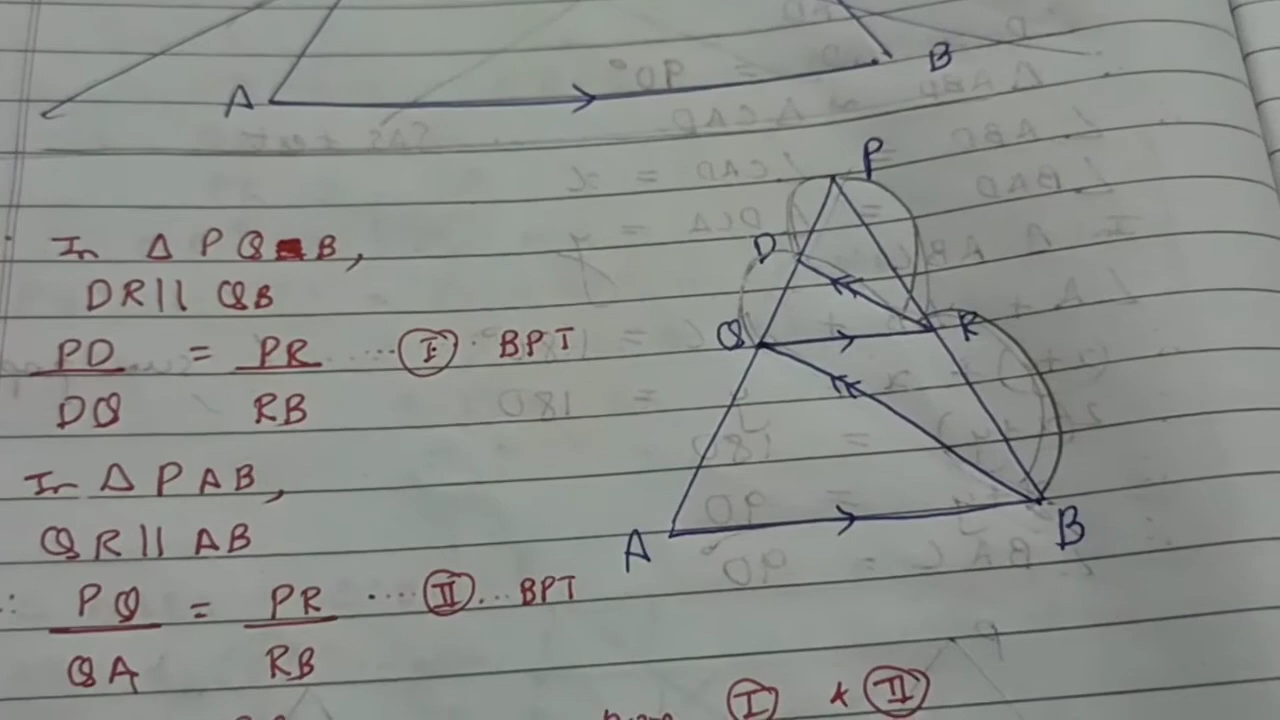 A B
P
D
Q R
A B
In Δ PQB,
DR || QB
PD = PR ..... (I) . BPT
DQ RB
In Δ PAB,
QR || AB
∴ PQ = PR ..... (II) ... BPT
QA RB
(I) & (II)